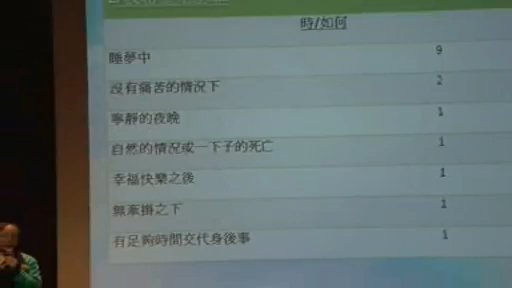 時/如何
睡夢中 9
沒有痛苦的情況下 2
寧靜的夜晚 1
自然的情況或一下子的死亡 1
幸福快樂之後 1
無牽掛之下 1
有足夠時間交代身後事 1